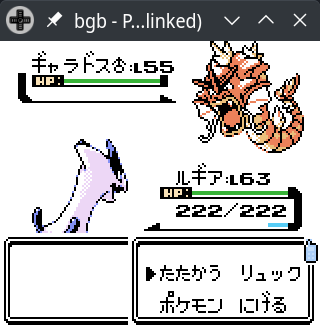 bgb - P...linked)
ギャラドス♂:L55
HP
ルギア:L63
HP
222/222
▶たたかう リュック
ポケモン にげる